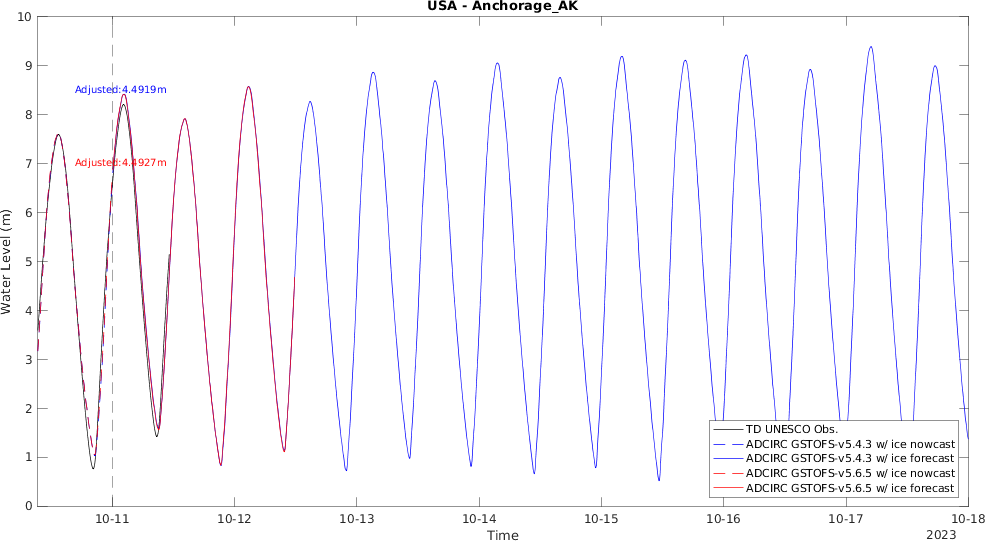 USA - Anchorage_AK
10
9
8
7
6
5
4
3
2
1
0
Water Level (m)
Adjusted:4.4919m
Adjusted:4.4927m
TD UNESCO Obs.
ADCIRC GSTOFS-v5.4.3 w/ ice nowcast
ADCIRC GSTOFS-v5.4.3 w/ ice forecast
ADCIRC GSTOFS-v5.6.5 w/ ice nowcast
ADCIRC GSTOFS-v5.6.5 w/ ice forecast
10-11 10-12 10-13 10-14 10-15 10-16 10-17 10-18
Time
2023